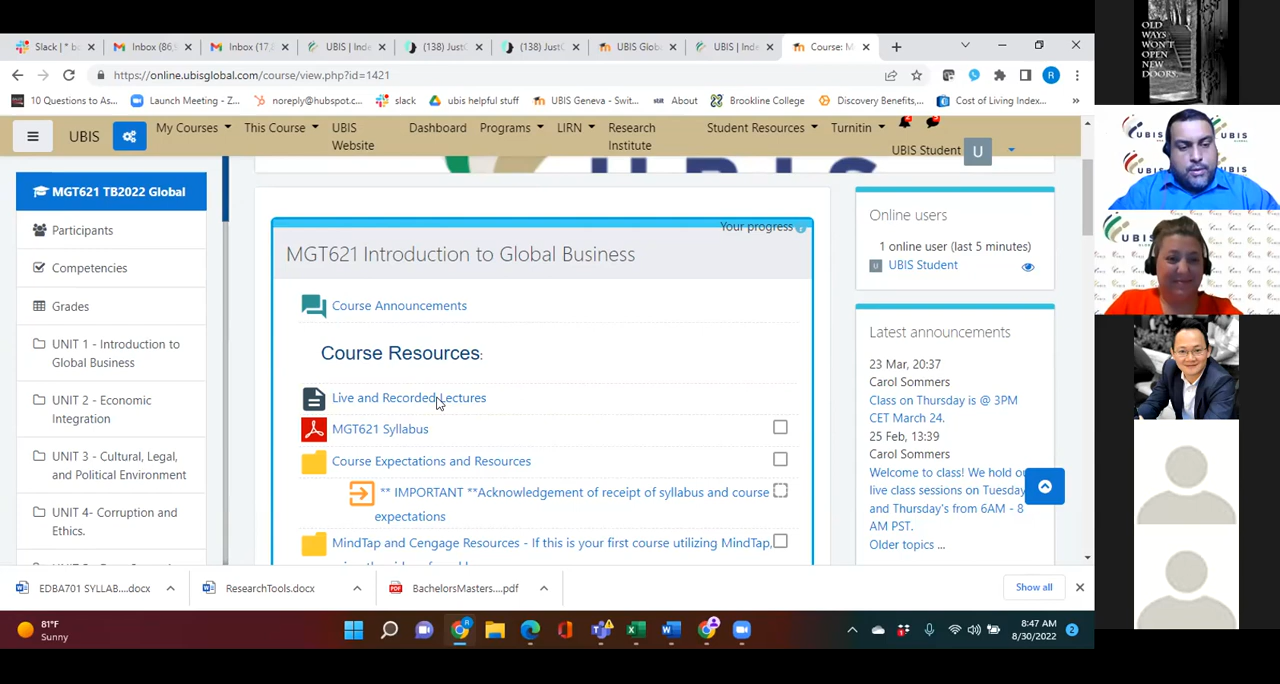 Slack | * b
Inbox (86,
Inbox (17,
UBIS | Inde
(138) JustC
(138) JustC
UBIS Globa
UBIS | Inde
Course: M
https://online.ubisglobal.com/course/view.php?id=1421
R
10 Questions to As...
Launch Meeting - Z...
noreply@hubspot.c...
slack
ubis helpful stuff
UBIS Geneva - Swit...
About
Brookline College
Discovery Benefits,...
Cost of Living Index...
UBIS
My Courses
This Course
UBIS Website
Dashboard
Programs
LIRN
Research Institute
Student Resources
Turnitin
UBIS Student
U
MGT621 TB2022 Global
Participants
Competencies
Grades
UNIT 1 - Introduction to
Global Business
UNIT 2 - Economic
Integration
UNIT 3 - Cultural, Legal,
and Political Environment
UNIT 4- Corruption and
Ethics.
Your progress
MGT621 Introduction to Global Business
Course Announcements
Course Resources:
Live and Recorded Lectures
MGT621 Syllabus
Course Expectations and Resources
** IMPORTANT **Acknowledgement of receipt of syllabus and course
expectations
MindTap and Cengage Resources - If this is your first course utilizing MindTap,
Online users
1 online user (last 5 minutes)
U UBIS Student
Latest announcements
23 Mar, 20:37
Carol Sommers
Class on Thursday is @ 3PM
CET March 24.
25 Feb, 13:39
Carol Sommers
Welcome to class! We hold ou
live class sessions on Tuesday
and Thursday's from 6AM - 8
AM PST.
Older topics ...
EDBA701 SYLLAB....docx
ResearchTools.docx
BachelorsMasters....pdf
Show all
81°F
Sunny
8:47 AM
8/30/2022
2
OLD
WAYS
WON'T
OPEN
NEW
DOORS.
UBIS
UBIS
UBIS